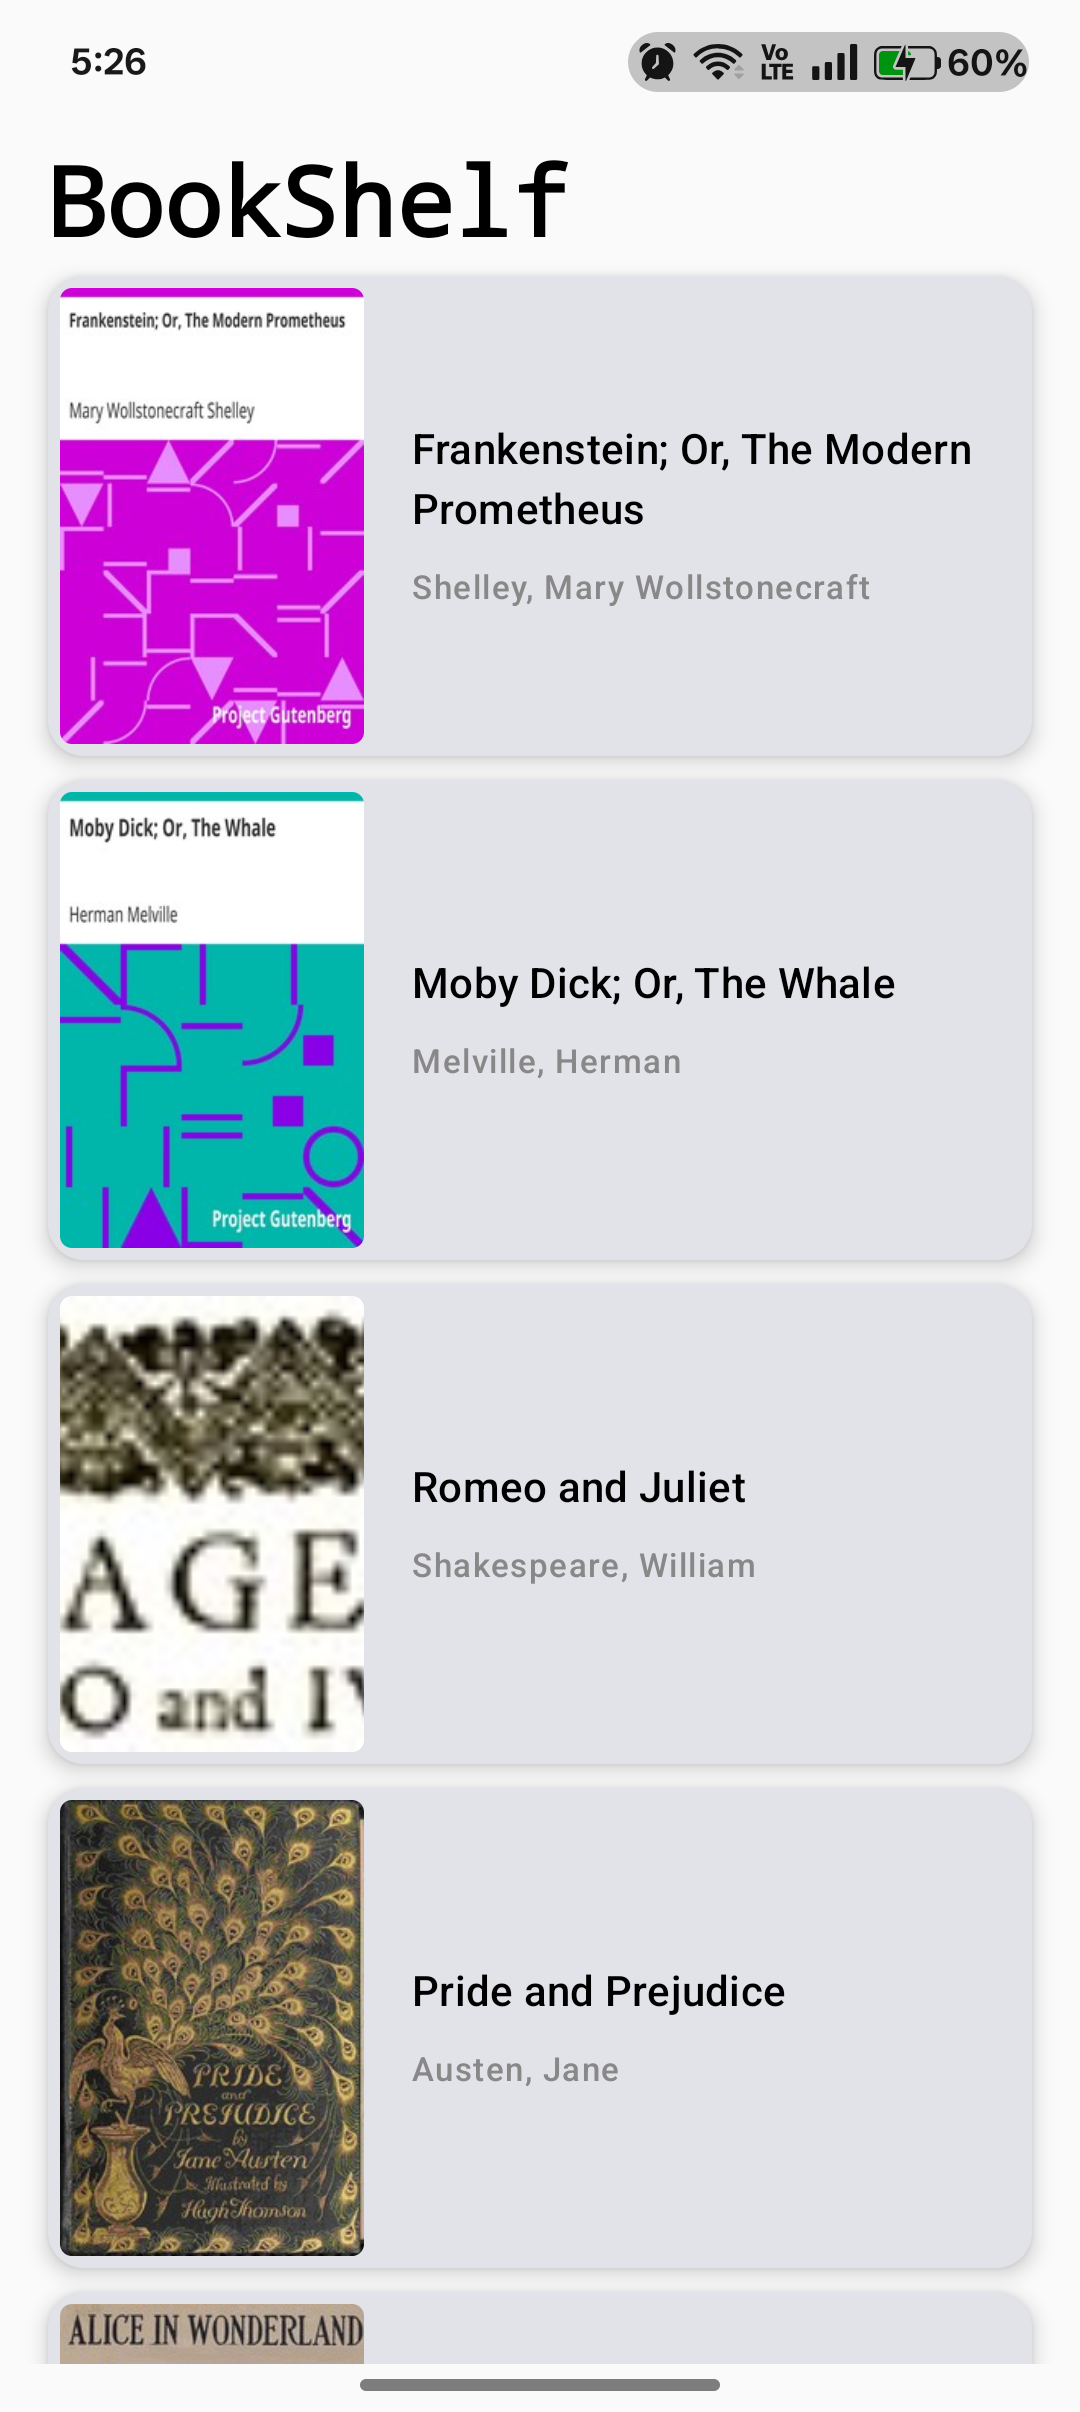 5:26
Vo
LTE
60%
BookShelf
Frankenstein; Or, The Modern Prometheus
Mary Wollstonecraft Shelley
Project Gutenberg
Frankenstein; Or, The Modern
Prometheus
Shelley, Mary Wollstonecraft
Moby Dick; Or, The Whale
Herman Melville
Project Gutenberg
Moby Dick; Or, The Whale
Melville, Herman
AGE
O and I
Romeo and Juliet
Shakespeare, William
PRIDE
and
PREJUDICE
by
Jane Austen
Illustrated by
Hugh Thomson
Pride and Prejudice
Austen, Jane
ALICE IN WONDERLAND